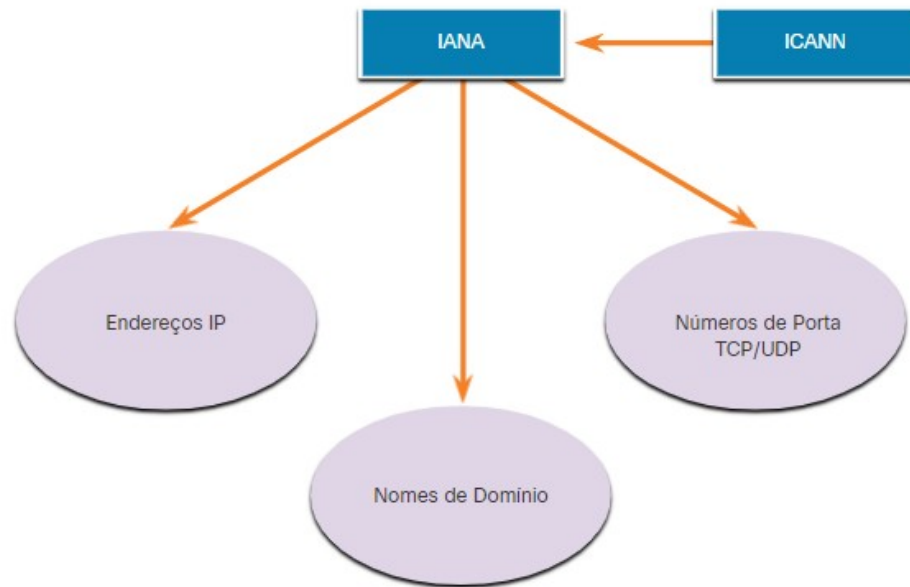 IANA
ICANN
Endereços IP
Números de Porta
TCP/UDP
Nomes de Domínio